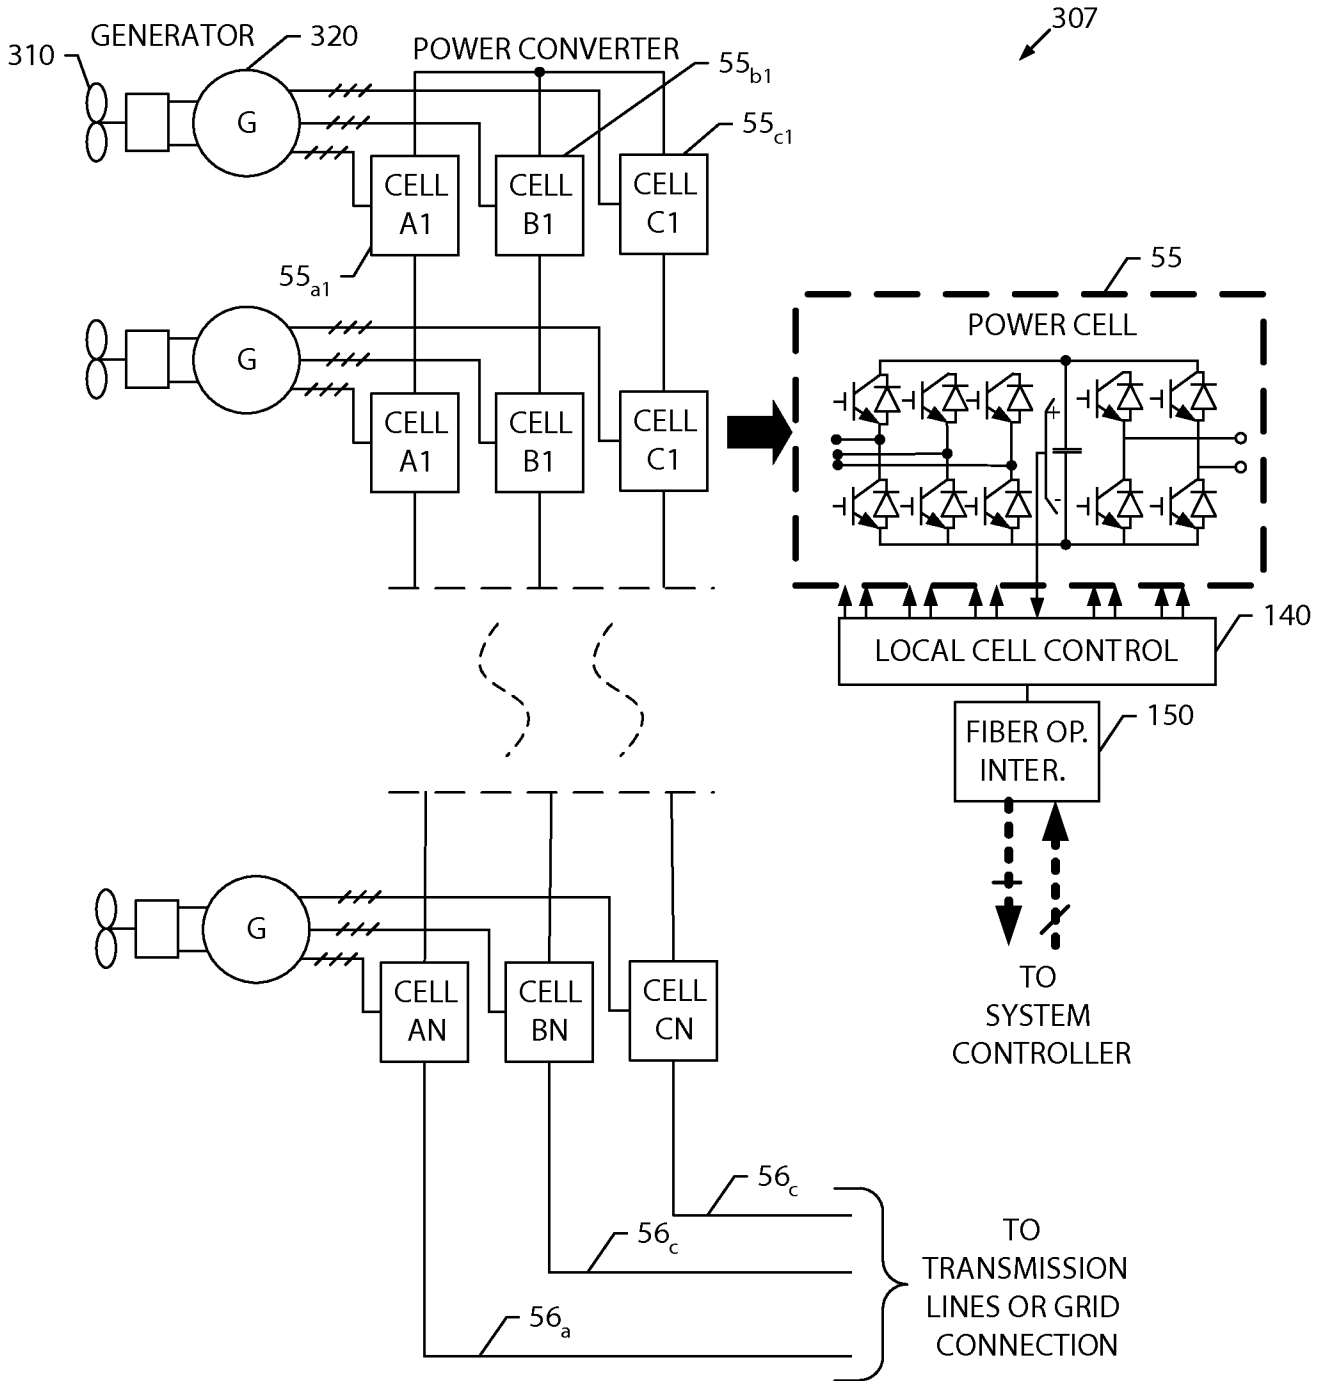 307
GENERATOR
320
310
POWER CONVERTER
55b1
55c1
G
CELL
A1
CELL
B1
CELL
C1
55a1
G
CELL
A1
CELL
B1
CELL
C1
55
POWER CELL
+
-
140
LOCAL CELL CONTROL
150
FIBER OP.
INTER.
TO
SYSTEM
CONTROLLER
G
CELL
AN
CELL
BN
CELL
CN
56c
56c
56a
TO
TRANSMISSION
LINES OR GRID
CONNECTION